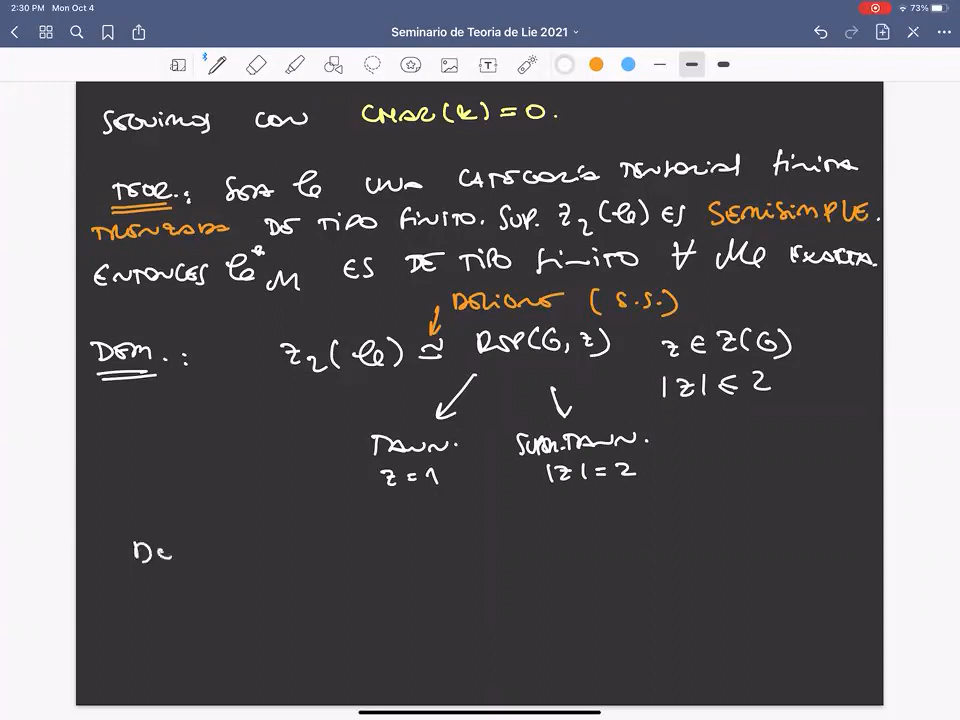 2:30 PM Mon Oct 4
73%
Seminario de Teoria de Lie 2021
SEGUIMOS CON CHAR(k) = 0.
TEOR.: SEA 𝒞 UNA CATEGORÍA TENSORIAL FINITA
TRENZADA DE TIPO FINITO. SUP. Z₂(𝒞) ES SEMISIMPLE.
ENTONCES 𝒞*_M ES DE TIPO FINITO ∀ M_𝒞 EXACTA.
DELIGNE (S.S.)
DEM.: Z₂(𝒞) ≃ REP(G, z) z ∈ Z(G)
|z| ≤ 2
TANN. SUPER-TANN.
z = 1 |z| = 2
DE